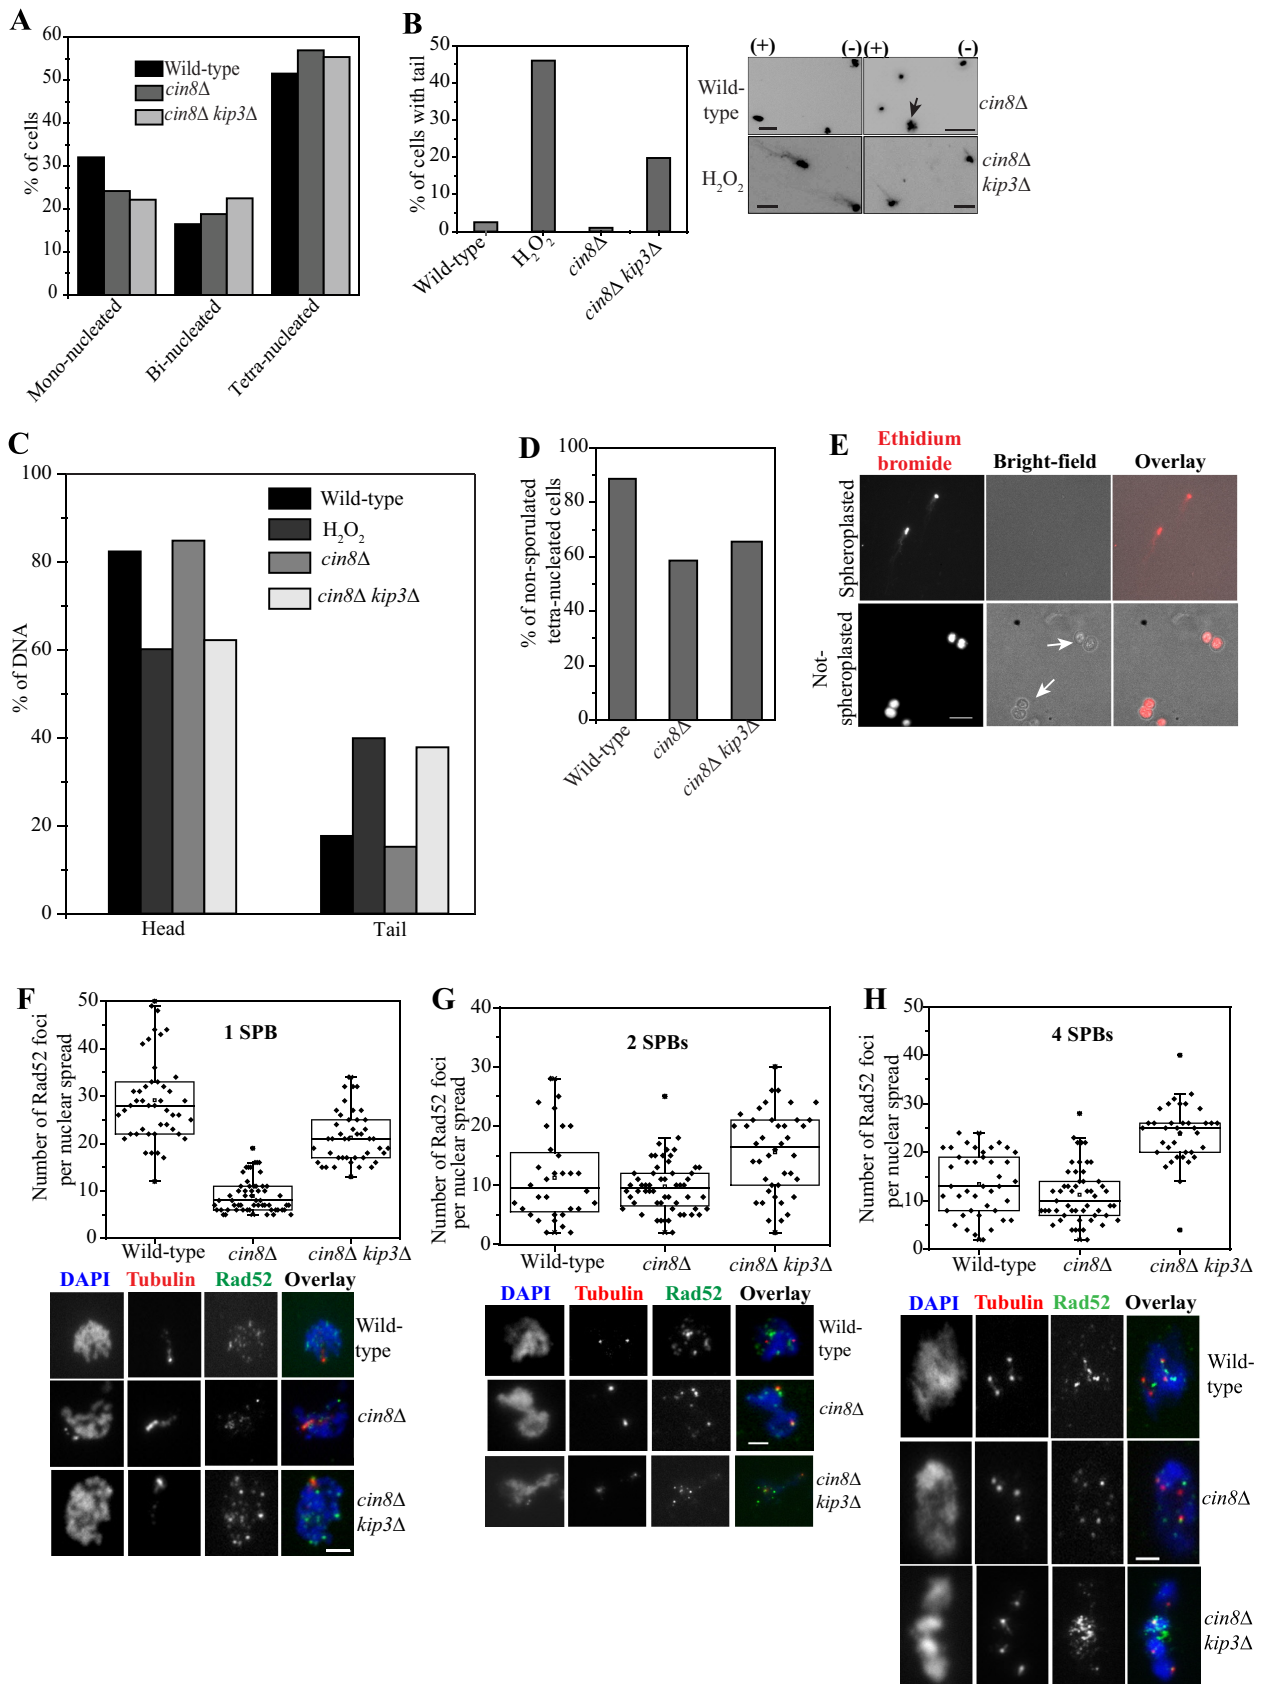 A
60
50
40
30
20
10
0
% of cells
Wild-type
cin8Δ
cin8Δ kip3Δ
Mono-nucleated
Bi-nucleated
Tetra-nucleated
B
50
40
30
20
10
0
% of cells with tail
Wild-type
H2O2
cin8Δ
cin8Δ kip3Δ
(+) (-) (+) (-)
Wild-
type
cin8Δ
H2O2
cin8Δ
kip3Δ
C
100
80
60
40
20
0
% of DNA
Wild-type
H2O2
cin8Δ
cin8Δ kip3Δ
Head
Tail
D
100
80
60
40
20
0
% of non-sporulated
tetra-nucleated cells
Wild-type
cin8Δ
cin8Δ kip3Δ
E
Ethidium
bromide
Bright-field
Overlay
Spheroplasted
Not-
spheroplasted
F
50
40
30
20
10
0
Number of Rad52 foci
per nuclear spread
1 SPB
Wild-type
cin8Δ
cin8Δ kip3Δ
DAPI Tubulin Rad52 Overlay
Wild-
type
cin8Δ
cin8Δ
kip3Δ
G
40
30
20
10
0
Number of Rad52 foci
per nuclear spread
2 SPBs
Wild-type
cin8Δ
cin8Δ kip3Δ
DAPI Tubulin Rad52 Overlay
Wild-
type
cin8Δ
cin8Δ
kip3Δ
H
50
40
30
20
10
0
Number of Rad52 foci
per nuclear spread
4 SPBs
Wild-type
cin8Δ
cin8Δ kip3Δ
DAPI Tubulin Rad52 Overlay
Wild-
type
cin8Δ
cin8Δ
kip3Δ